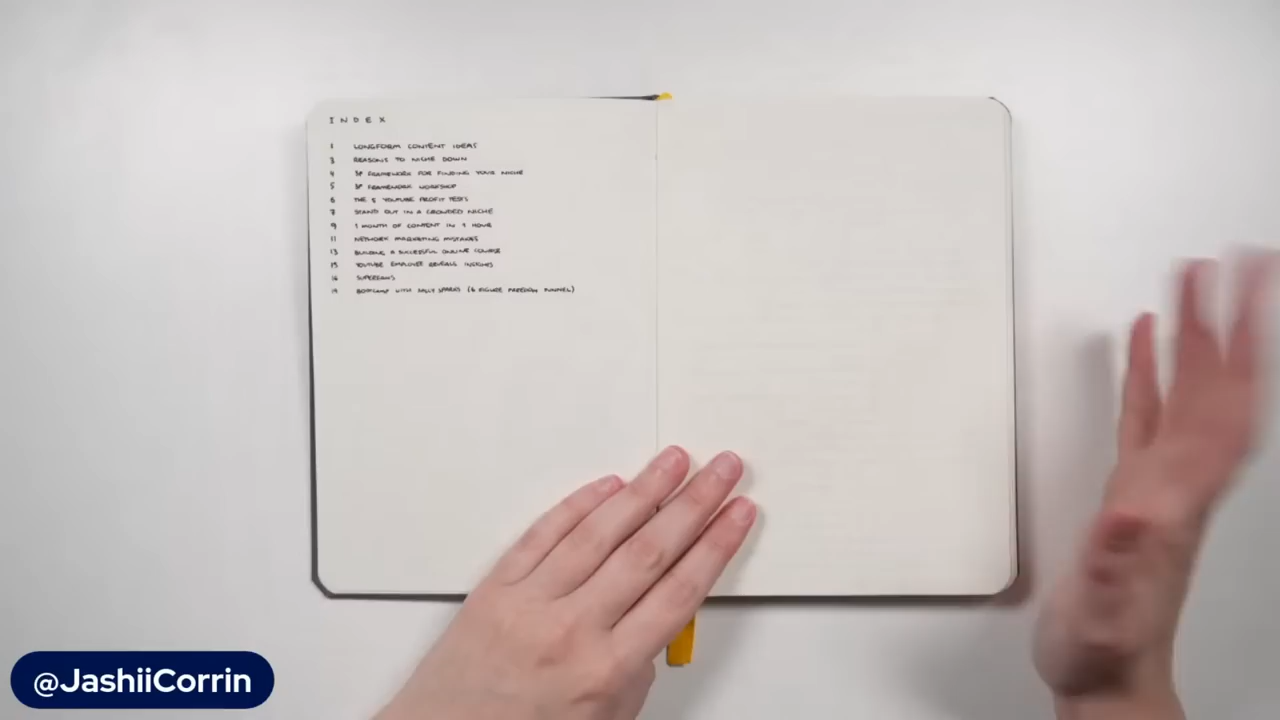 INDEX
1 LONGFORM CONTENT IDEAS
3 REASONS TO NICHE DOWN
4 3P FRAMEWORK FOR FINDING YOUR NICHE
5 3P FRAMEWORK WORKSHOP
6 THE 5 YOUTUBE PROFIT TESTS
7 STAND OUT IN A CROWDED NICHE
9 1 MONTH OF CONTENT IN 1 HOUR
11 NETWORK MARKETING MISTAKES
13 BUILDING A SUCCESSFUL ONLINE COURSE
15 YOUTUBE EMPLOYEE REVEALS INSIGHTS
16 SUPERFANS
BOOTCAMP WITH SALLY SPARKS (6 FIGURE FREEDOM FUNNEL)
@JashiiCorrin